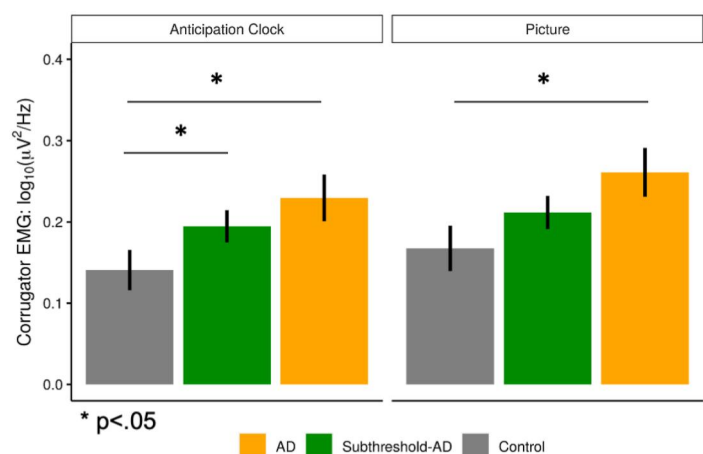 Anticipation Clock
Picture
Corrugator EMG: log₁₀(μV²/Hz)
0.4
0.3
0.2
0.1
0.0
*
*
*
* p<.05
AD
Subthreshold-AD
Control